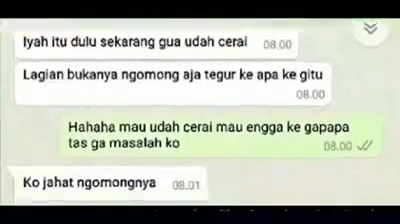 Iyah itu dulu sekarang gua udah cerai 08.00
Lagian bukanya ngomong aja tegur ke apa ke gitu
08.00
Hahaha mau udah cerai mau engga ke gapapa
tas ga masalah ko 08.00
Ko jahat ngomongnya 08.01